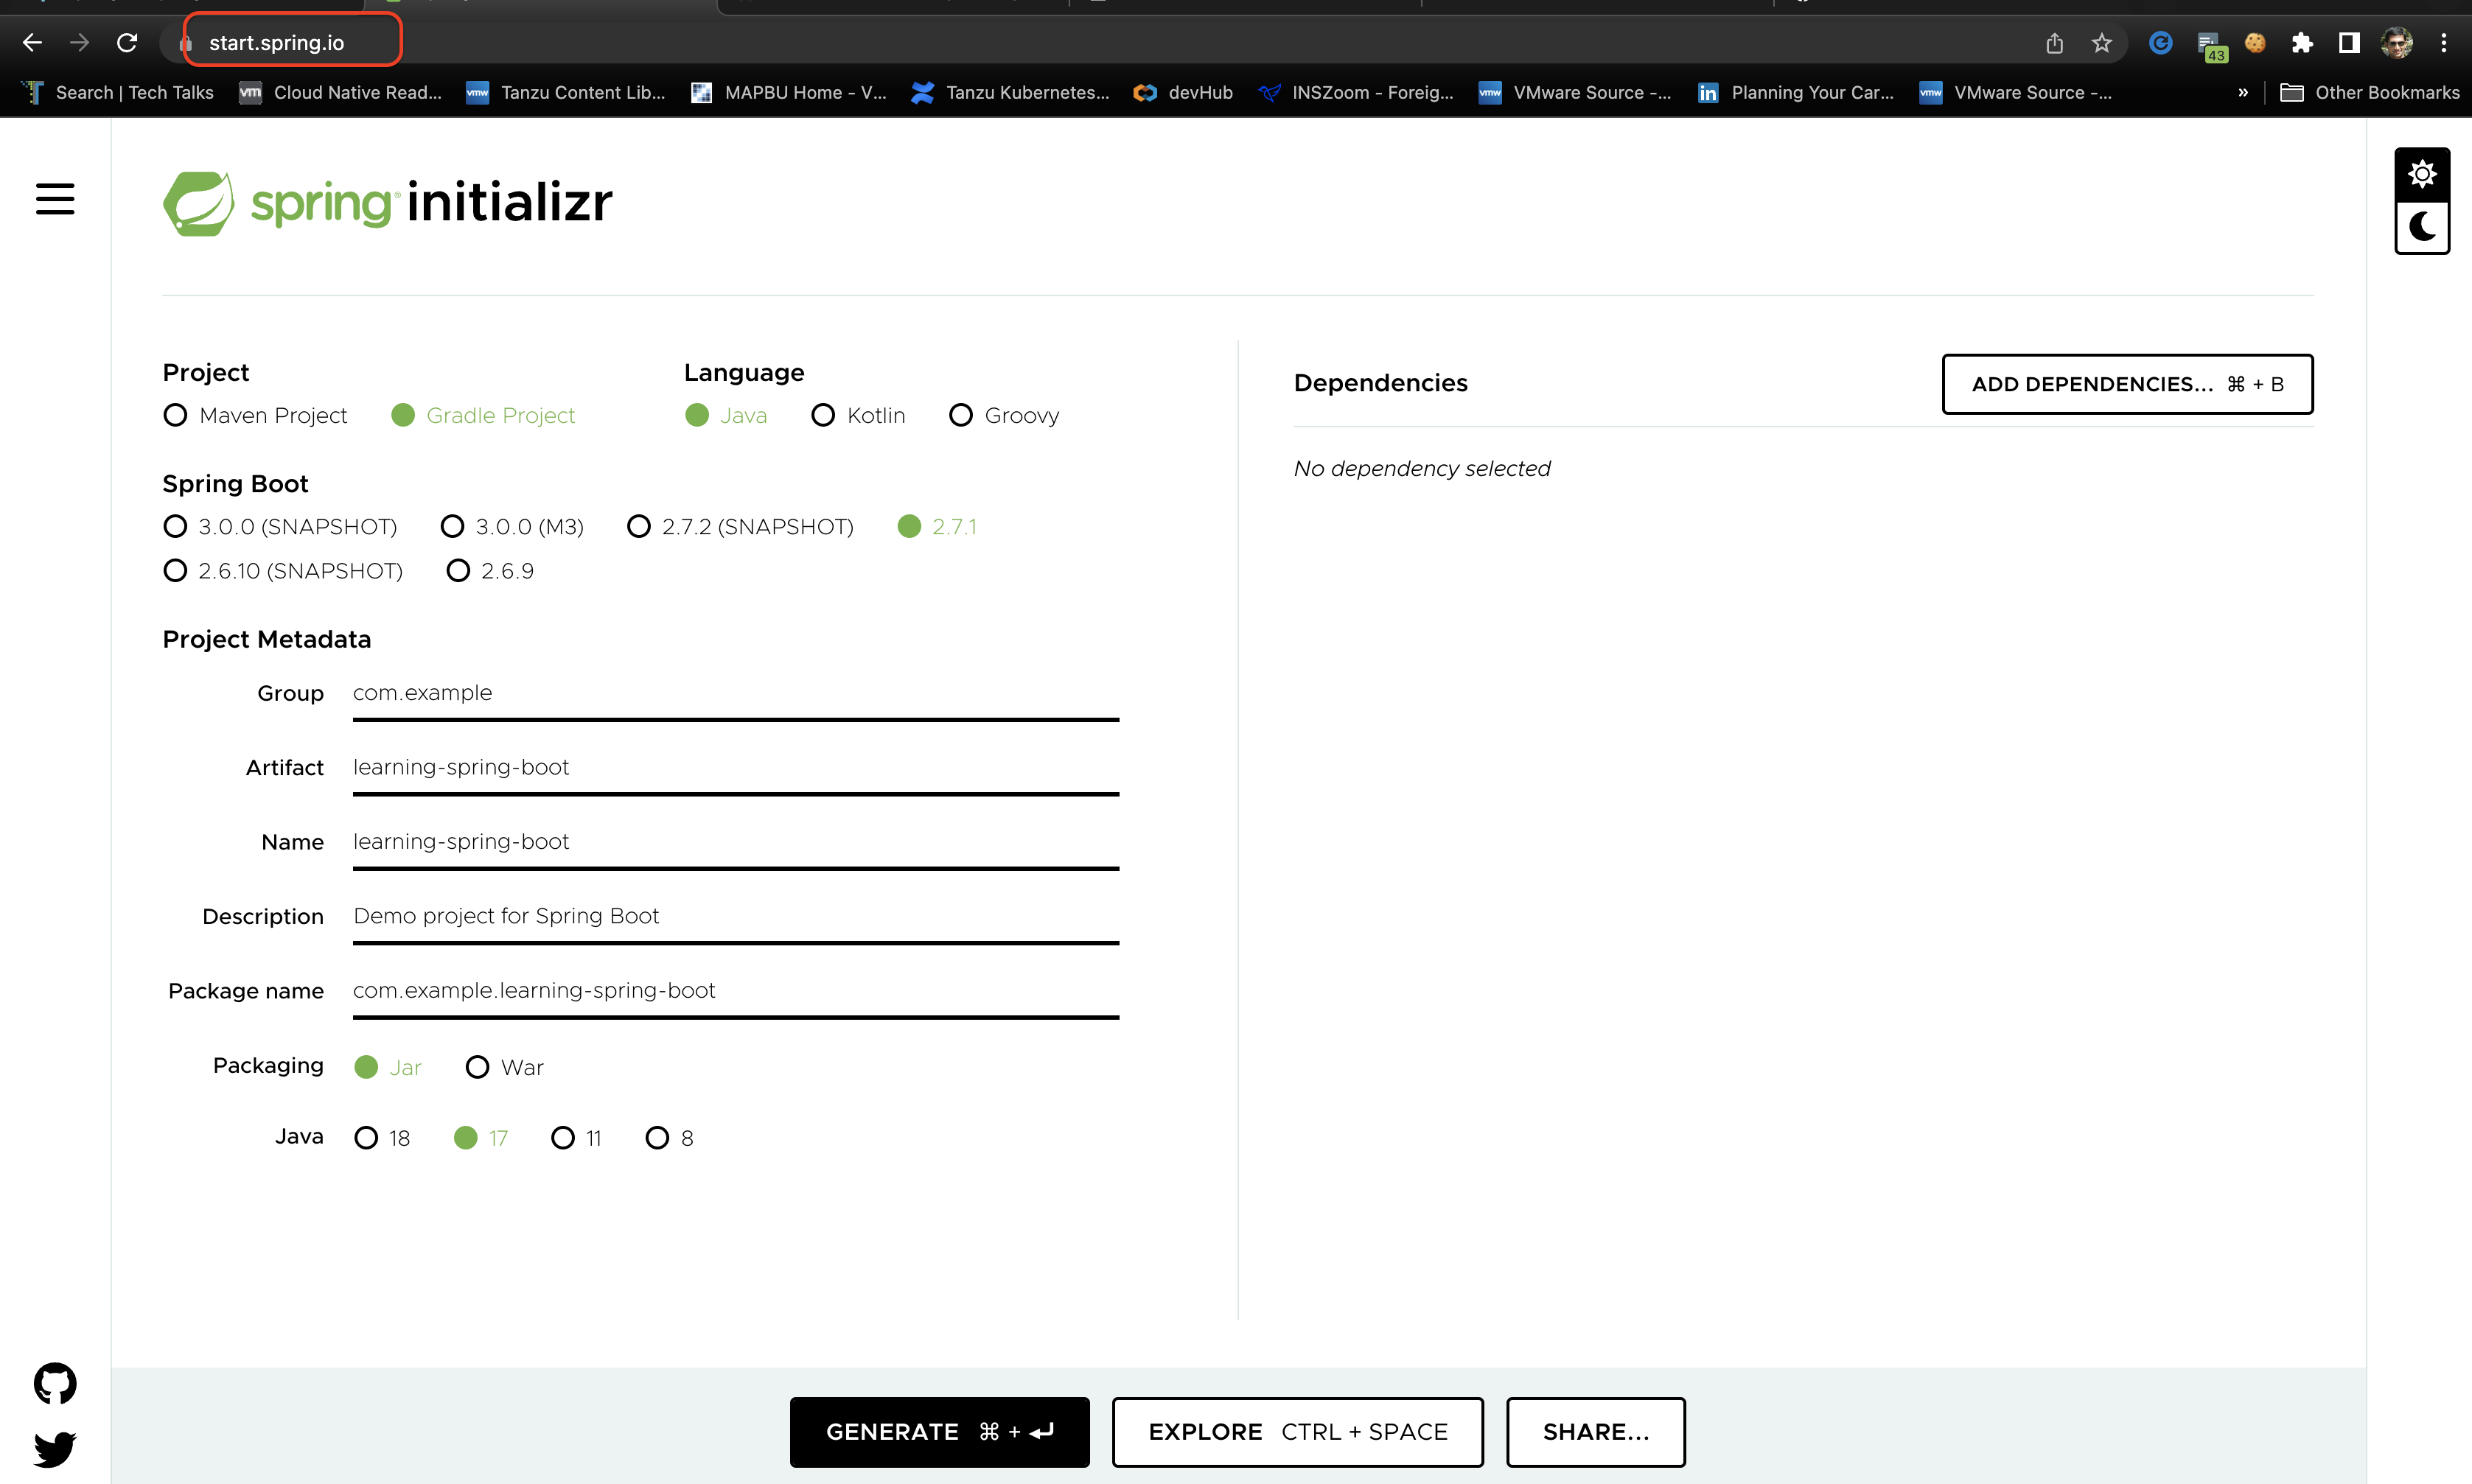 start.spring.io
43
Search | Tech Talks vm Cloud Native Read... vmw Tanzu Content Lib... MAPBU Home - V... Tanzu Kubernetes... devHub INSZoom - Foreig... vmw VMware Source -... in Planning Your Car... vmw VMware Source -... » Other Bookmarks
spring® initializr
Project
Maven Project Gradle Project
Language
Java Kotlin Groovy
Spring Boot
3.0.0 (SNAPSHOT) 3.0.0 (M3) 2.7.2 (SNAPSHOT) 2.7.1
2.6.10 (SNAPSHOT) 2.6.9
Project Metadata
Group com.example
Artifact learning-spring-boot
Name learning-spring-boot
Description Demo project for Spring Boot
Package name com.example.learning-spring-boot
Packaging Jar War
Java 18 17 11 8
Dependencies
ADD DEPENDENCIES... ⌘ + B
No dependency selected
GENERATE ⌘ + ⏎
EXPLORE CTRL + SPACE
SHARE...